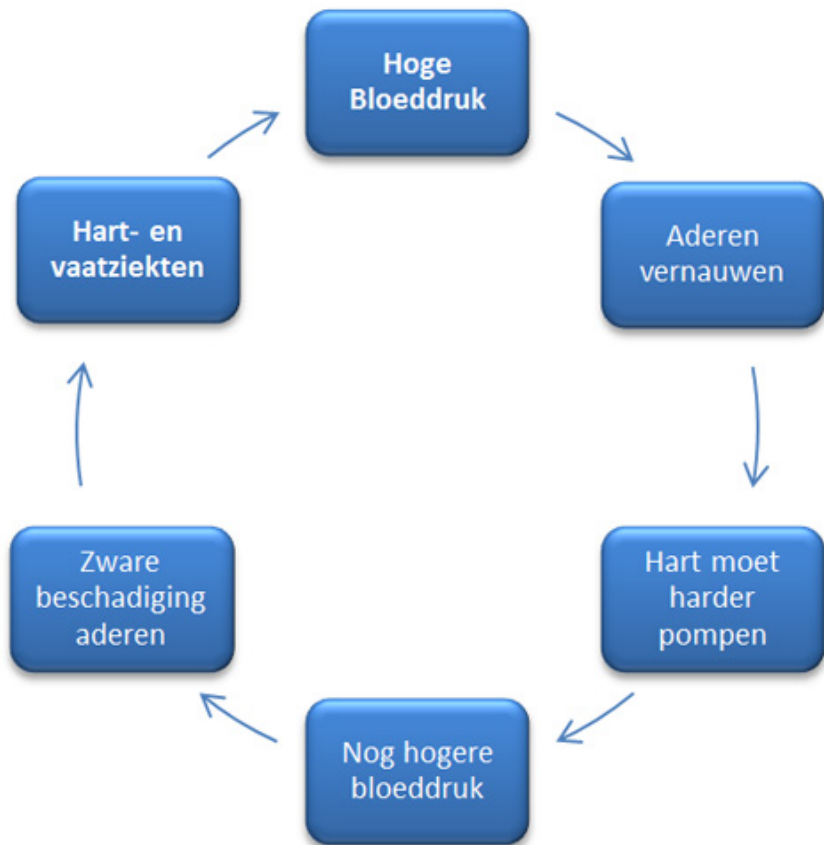 Hoge
Bloeddruk
Aderen
vernauwen
Hart moet
harder
pompen
Nog hogere
bloeddruk
Zware
beschadiging
aderen
Hart- en
vaatziekten